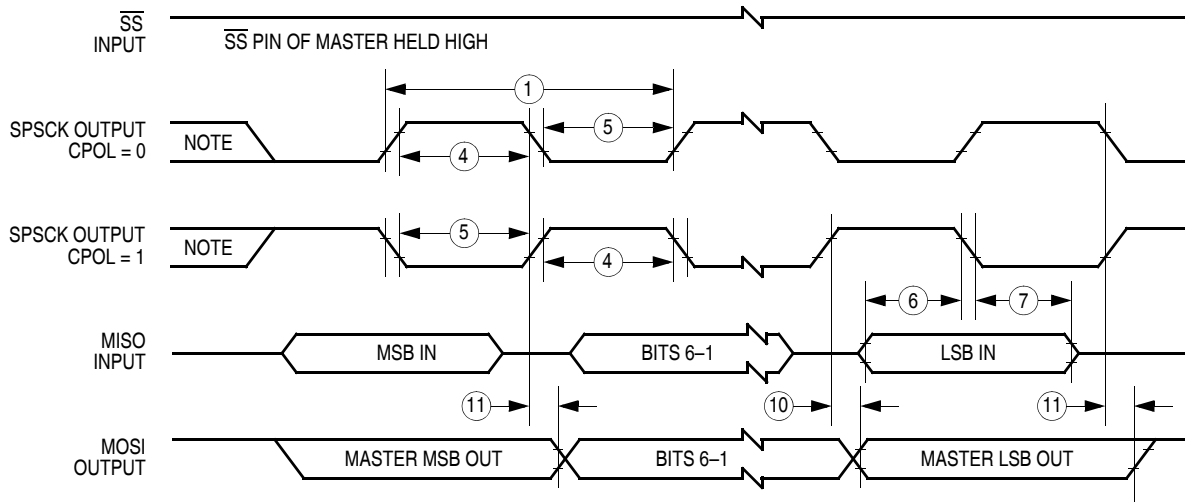 S̅S̅
INPUT
S̅S̅ PIN OF MASTER HELD HIGH
1
SPSCK OUTPUT
CPOL = 0
NOTE
5
4
SPSCK OUTPUT
CPOL = 1
NOTE
5
4
6
7
MISO
INPUT
MSB IN
BITS 6–1
LSB IN
11
10
11
MOSI
OUTPUT
MASTER MSB OUT
BITS 6–1
MASTER LSB OUT